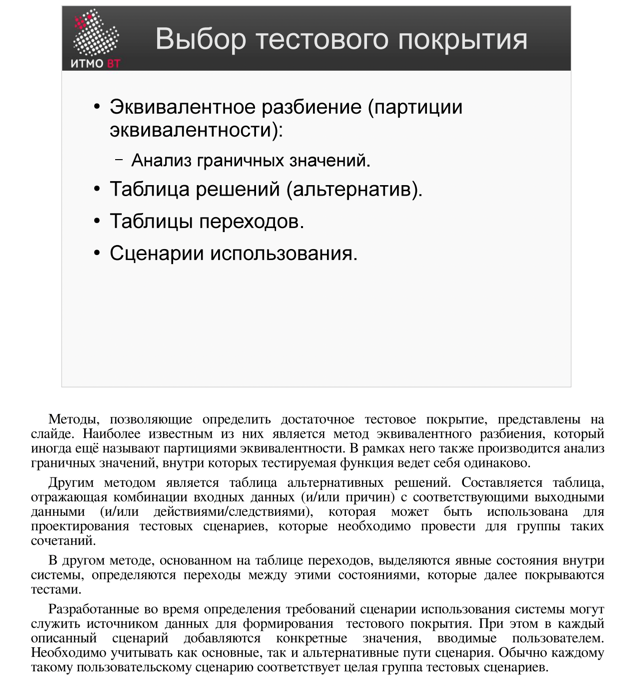 ИТМО ВТ
Выбор тестового покрытия
• Эквивалентное разбиение (партиции
эквивалентности):
– Анализ граничных значений.
• Таблица решений (альтернатив).
• Таблицы переходов.
• Сценарии использования.
Методы, позволяющие определить достаточное тестовое покрытие, представлены на
слайде. Наиболее известным из них является метод эквивалентного разбиения, который
иногда ещё называют партициями эквивалентности. В рамках него также производится анализ
граничных значений, внутри которых тестируемая функция ведет себя одинаково.
Другим методом является таблица альтернативных решений. Составляется таблица,
отражающая комбинации входных данных (и/или причин) с соответствующими выходными
данными (и/или действиями/следствиями), которая может быть использована для
проектирования тестовых сценариев, которые необходимо провести для группы таких
сочетаний.
В другом методе, основанном на таблице переходов, выделяются явные состояния внутри
системы, определяются переходы между этими состояниями, которые далее покрываются
тестами.
Разработанные во время определения требований сценарии использования системы могут
служить источником данных для формирования тестового покрытия. При этом в каждый
описанный сценарий добавляются конкретные значения, вводимые пользователем.
Необходимо учитывать как основные, так и альтернативные пути сценария. Обычно каждому
такому пользовательскому сценарию соответствует целая группа тестовых сценариев.